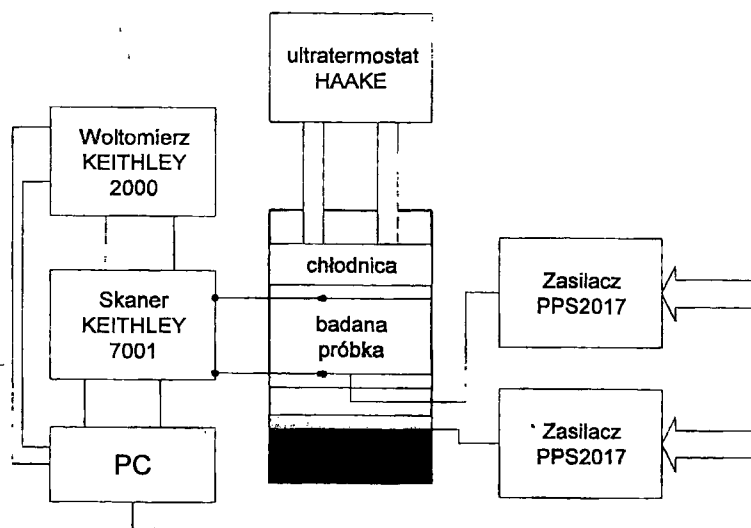 ultratermostat
HAAKE
Woltomierz
KEITHLEY
2000
chłodnica
Skaner
KEITHLEY
7001
badana
próbka
Zasilacz
PPS2017
Zasilacz
PPS2017
PC